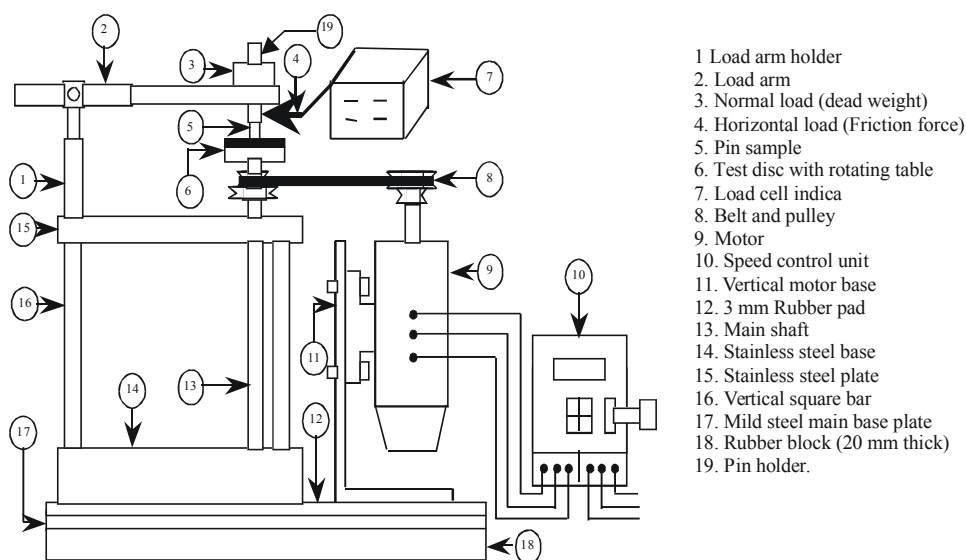 2
19
3
4
7
5
1
6
8
15
9
10
16
11
14
13
12
17
18
1 Load arm holder
2. Load arm
3. Normal load (dead weight)
4. Horizontal load (Friction force)
5. Pin sample
6. Test disc with rotating table
7. Load cell indica
8. Belt and pulley
9. Motor
10. Speed control unit
11. Vertical motor base
12. 3 mm Rubber pad
13. Main shaft
14. Stainless steel base
15. Stainless steel plate
16. Vertical square bar
17. Mild steel main base plate
18. Rubber block (20 mm thick)
19. Pin holder.